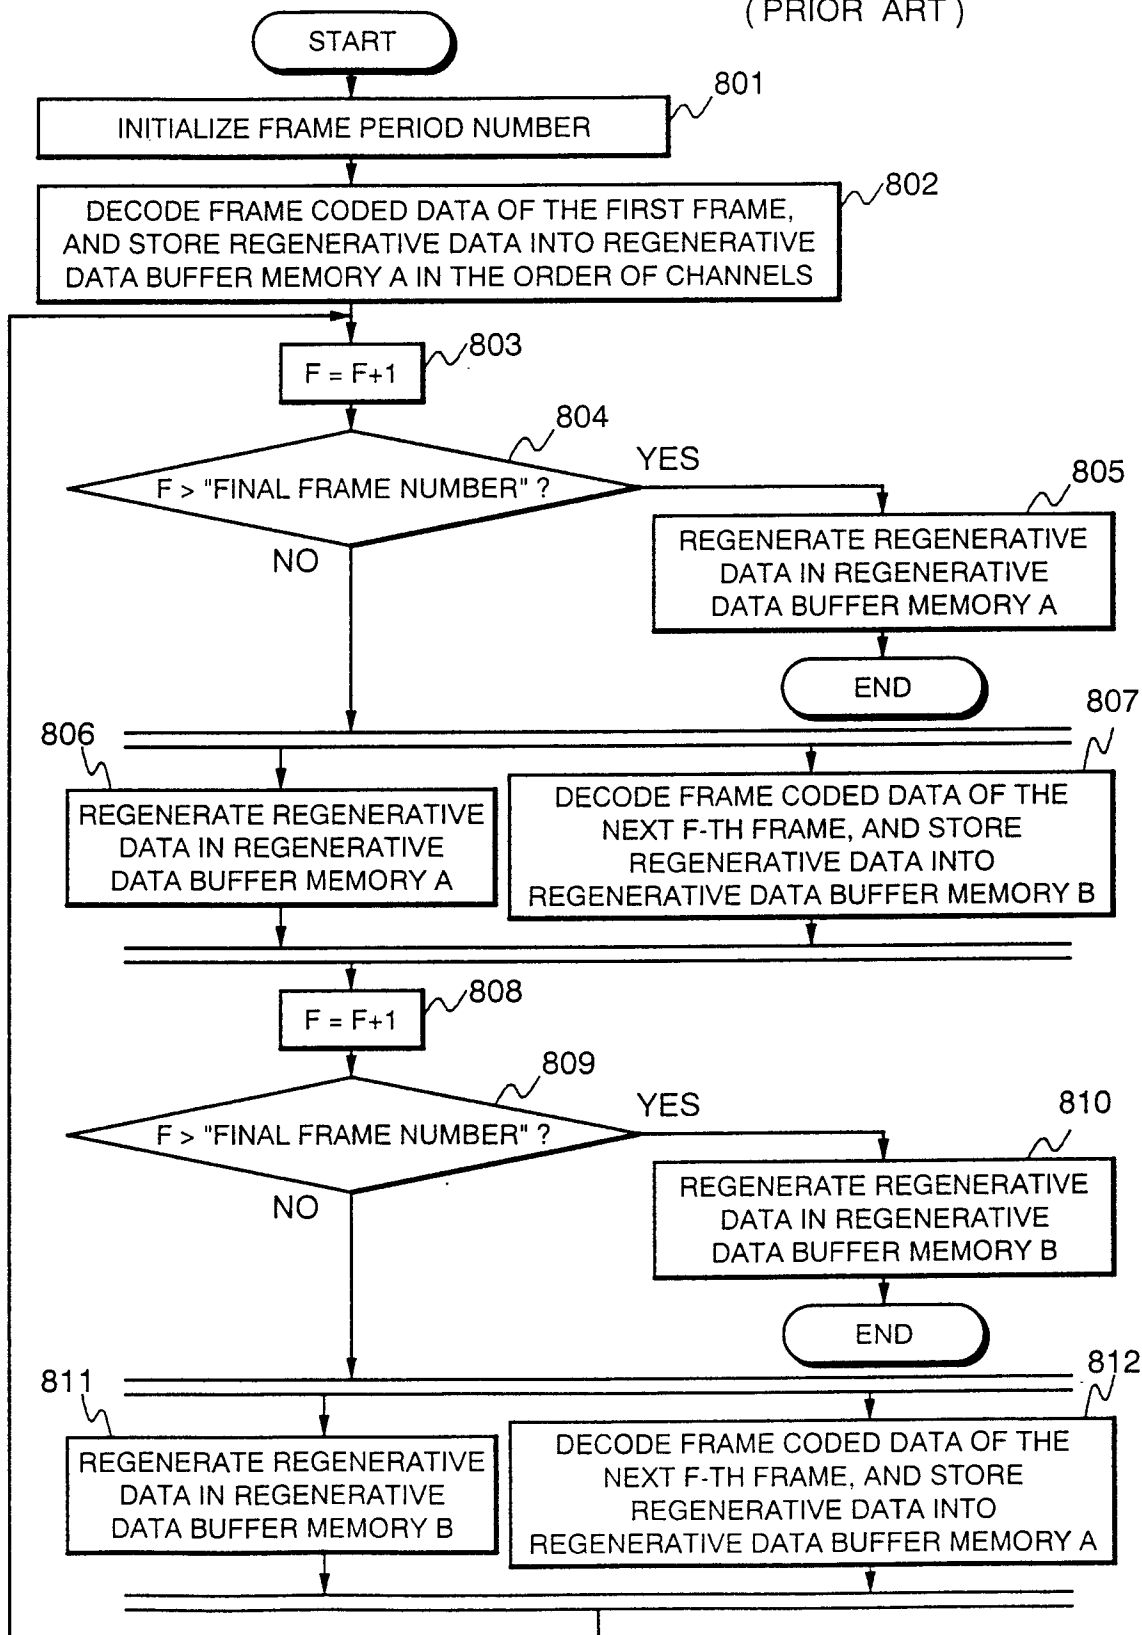 ( PRIOR ART )
START
801
INITIALIZE FRAME PERIOD NUMBER
802
DECODE FRAME CODED DATA OF THE FIRST FRAME,
AND STORE REGENERATIVE DATA INTO REGENERATIVE
DATA BUFFER MEMORY A IN THE ORDER OF CHANNELS
803
F = F+1
804
F > "FINAL FRAME NUMBER" ?
YES
NO
805
REGENERATE REGENERATIVE
DATA IN REGENERATIVE
DATA BUFFER MEMORY A
END
806
REGENERATE REGENERATIVE
DATA IN REGENERATIVE
DATA BUFFER MEMORY A
807
DECODE FRAME CODED DATA OF THE
NEXT F-TH FRAME, AND STORE
REGENERATIVE DATA INTO
REGENERATIVE DATA BUFFER MEMORY B
808
F = F+1
809
F > "FINAL FRAME NUMBER" ?
YES
NO
810
REGENERATE REGENERATIVE
DATA IN REGENERATIVE
DATA BUFFER MEMORY B
END
811
REGENERATE REGENERATIVE
DATA IN REGENERATIVE
DATA BUFFER MEMORY B
812
DECODE FRAME CODED DATA OF THE
NEXT F-TH FRAME, AND STORE
REGENERATIVE DATA INTO
REGENERATIVE DATA BUFFER MEMORY A